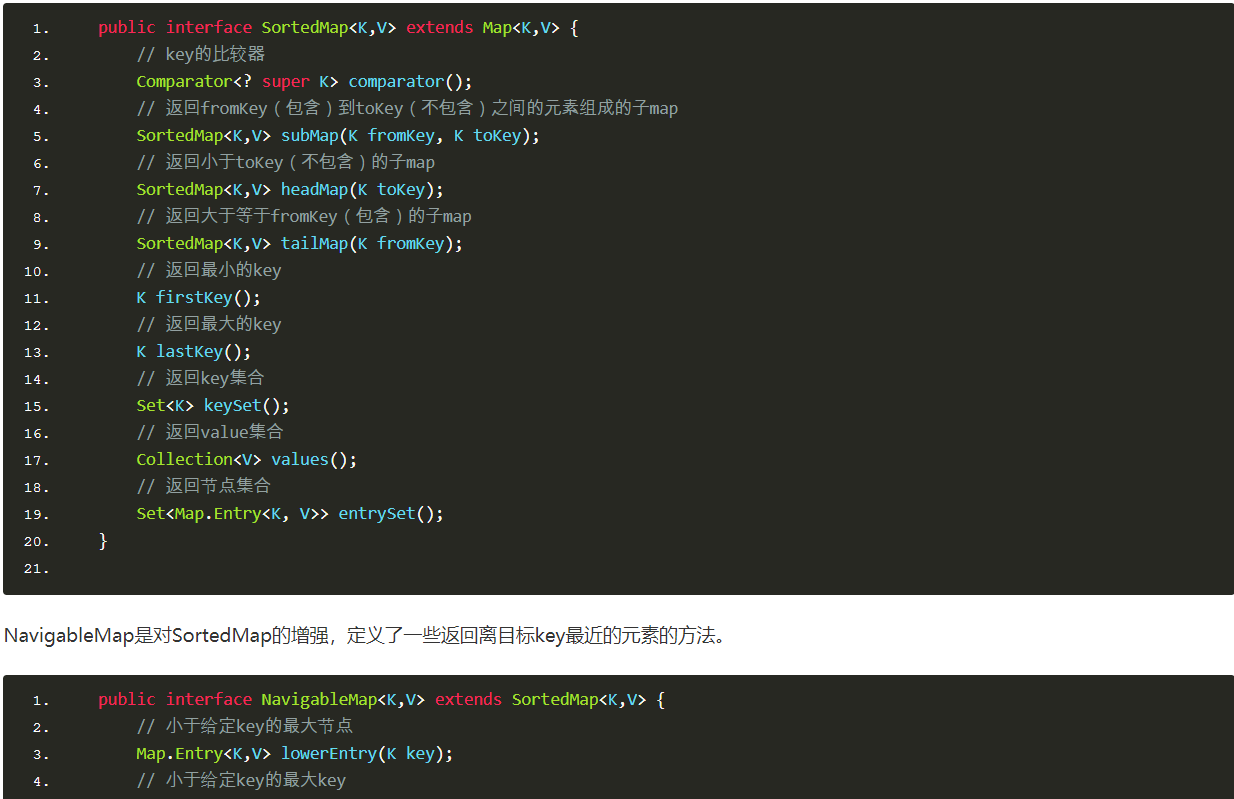 1. public interface SortedMap<K,V> extends Map<K,V> {
2. // key的比较器
3. Comparator<? super K> comparator();
4. // 返回fromKey（包含）到toKey（不包含）之间的元素组成的子map
5. SortedMap<K,V> subMap(K fromKey, K toKey);
6. // 返回小于toKey（不包含）的子map
7. SortedMap<K,V> headMap(K toKey);
8. // 返回大于等于fromKey（包含）的子map
9. SortedMap<K,V> tailMap(K fromKey);
10. // 返回最小的key
11. K firstKey();
12. // 返回最大的key
13. K lastKey();
14. // 返回key集合
15. Set<K> keySet();
16. // 返回value集合
17. Collection<V> values();
18. // 返回节点集合
19. Set<Map.Entry<K, V>> entrySet();
20. }
21.
NavigableMap是对SortedMap的增强，定义了一些返回离目标key最近的元素的方法。
1. public interface NavigableMap<K,V> extends SortedMap<K,V> {
2. // 小于给定key的最大节点
3. Map.Entry<K,V> lowerEntry(K key);
4. // 小于给定key的最大key